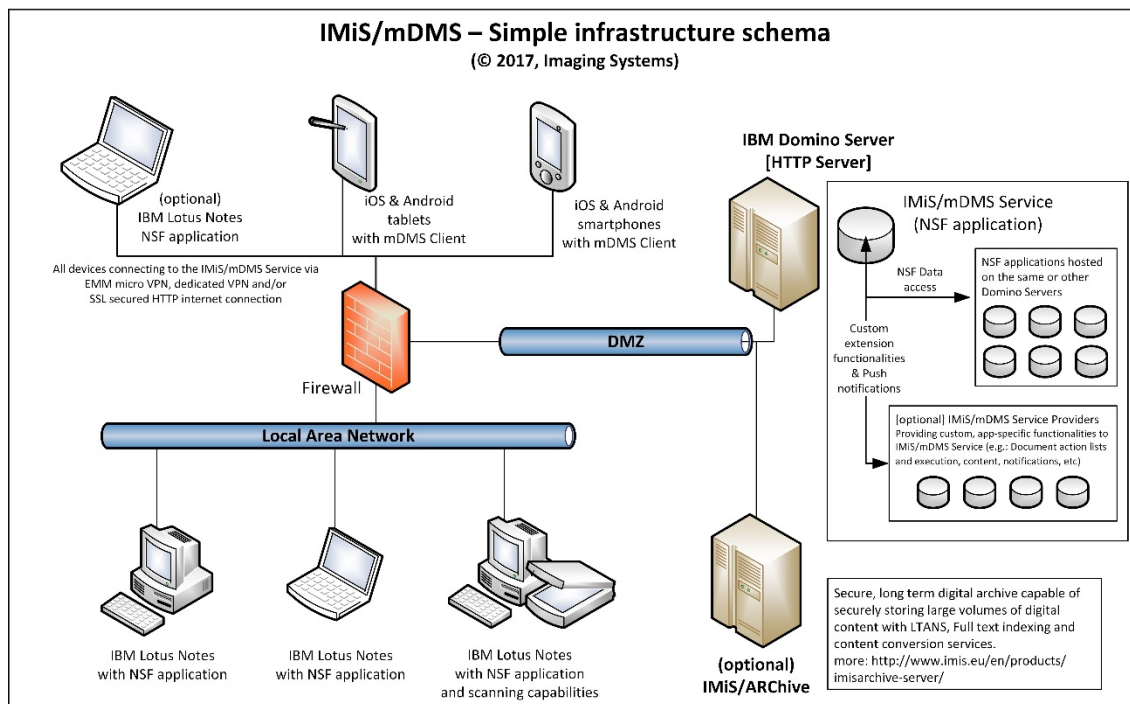 IMiS/mDMS – Simple infrastructure schema
(© 2017, Imaging Systems)
(optional)
IBM Lotus Notes
NSF application
iOS & Android
tablets
with mDMS Client
iOS & Android
smartphones
with mDMS Client
All devices connecting to the IMiS/mDMS Service via
EMM micro VPN, dedicated VPN and/or
SSL secured HTTP internet connection
IBM Domino Server
[HTTP Server]
IMiS/mDMS Service
(NSF application)
NSF Data
access
NSF applications hosted
on the same or other
Domino Servers
Custom
extension
functionalities
& Push
notifications
[optional] IMiS/mDMS Service Providers
Providing custom, app-specific functionalities to
IMiS/mDMS Service (e.g.: Document action lists
and execution, content, notifications, etc)
DMZ
Firewall
Local Area Network
IBM Lotus Notes
with NSF application
IBM Lotus Notes
with NSF application
IBM Lotus Notes
with NSF application
and scanning capabilities
(optional)
IMiS/ARChive
Secure, long term digital archive capable of
securely storing large volumes of digital
content with LTANS, Full text indexing and
content conversion services.
more: http://www.imis.eu/en/products/
imisarchive-server/